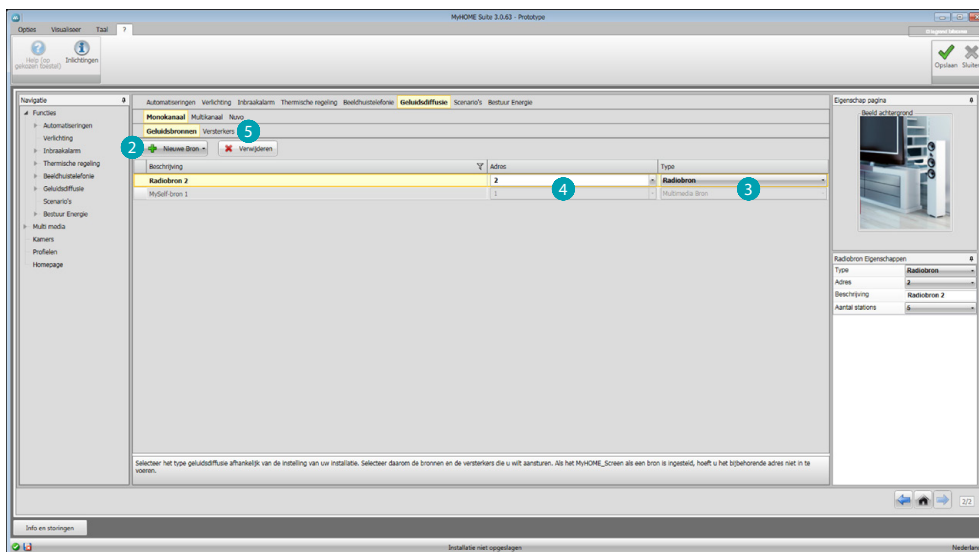 MyHOME Suite 3.0.63 - Prototype
Opties Visualiseer Taal ?
Help (op gekozen toestel)
Inlichtingen
Opslaan Sluiten
Navigatie
Functies
Automatiseringen
Verlichting
Inbraakalarm
Thermische regeling
Beeldhuistelefonie
Geluidsdiffusie
Scenario's
Bestuur Energie
Multi media
Kamers
Profielen
Homepage
Automatiseringen Verlichting Inbraakalarm Thermische regeling Beeldhuistelefonie Geluidsdiffusie Scenario's Bestuur Energie
Monokanaal Multikanaal Nuvo
Geluidsbronnen Versterkers 5
2 Nieuwe Bron Verwijderen
Beschrijving Adres Type
Radiobron 2 2 Radiobron
4 3
MySelf-bron 1 1 Multimedia Bron
Selecteer het type geluidsdiffusie afhankelijk van de instelling van uw installatie. Selecteer daarom de bronnen en de versterkers die u wilt aansturen. Als het MyHOME_Screen als een bron is ingesteld, hoeft u het bijbehorende adres niet in te
voeren.
Eigenschap pagina
Beeld achtergrond
Radiobron Eigenschappen
Type Radiobron
Adres 2
Beschrijving Radiobron 2
Aantal stations 5
2/2
Info en storingen
Installatie niet opgeslagen